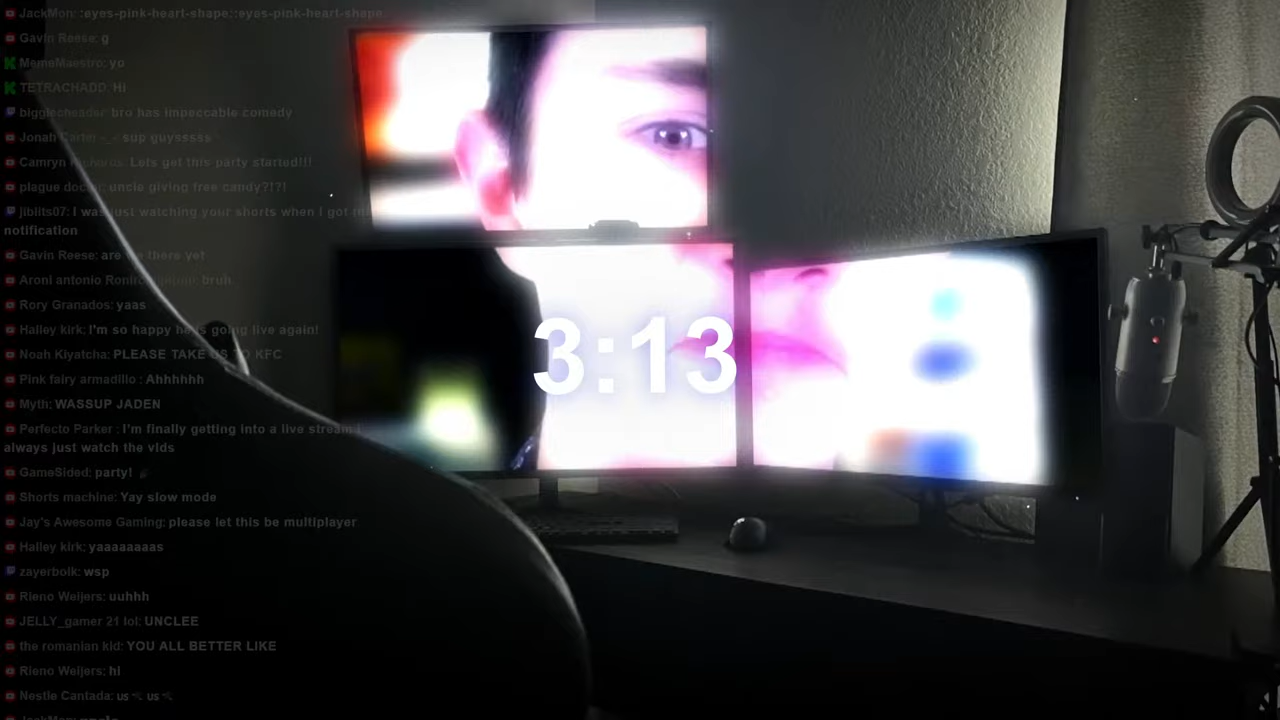 JackMon: :eyes-pink-heart-shape::eyes-pink-heart-shape:
Gavin Reese: g
MemeMaestro: yo
TETRACHADD: Hi
bigglecheader: bro has impeccable comedy
Jonah Carter -_-: sup guysssss
Camryn Lets get this party started!!!
plague doctor: uncle giving free candy?!?!
jlblits07: I was just watching your shorts when I got
notification
Gavin Reese: are there yet
Aroni antonio bruh
Rory Granados: yaas
Halley kirk: I'm so happy he is going live again!
Noah Kiyatcha: PLEASE TAKE US TO KFC
Pink fairy armadillo : Ahhhhhh
Myth: WASSUP JADEN
Perfecto Parker : I'm finally getting into a live stream i
always just watch the vids
GameSided: party!
Shorts machine: Yay slow mode
Jay's Awesome Gaming: please let this be multiplayer
Halley kirk: yaaaaaaaas
zayerbolk: wsp
Rieno Weijers: uuhhh
JELLY_gamer 21 lol: UNCLEE
the romanian kid: YOU ALL BETTER LIKE
Rieno Weijers: hi
Nestle Cantada: us us
3:13